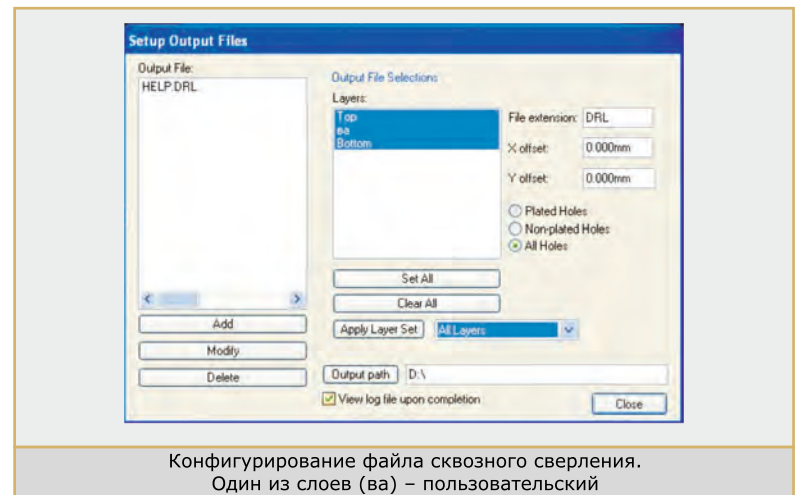 Setup Output Files
Output File:
HELP.DRL
Add
Modify
Delete
Output File Selections
Layers:
Top
ва
Bottom
File extension: DRL
X offset: 0.000mm
Y offset: 0.000mm
Plated Holes
Non-plated Holes
All Holes
Set All
Clear All
Apply Layer Set All Layers
Output path D:\
View log file upon completion
Close
Конфигурирование файла сквозного сверления.
Один из слоев (ва) – пользовательский